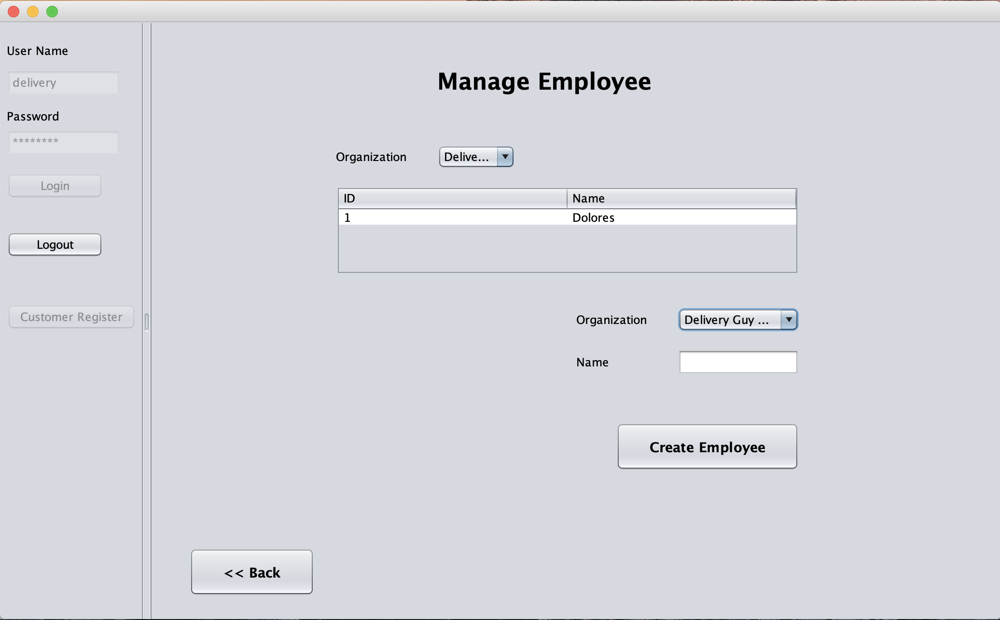 User Name
delivery
Password
********
Login
Logout
Customer Register
Manage Employee
Organization Delive...
ID Name
1 Dolores
Organization Delivery Guy ...
Name
Create Employee
<< Back